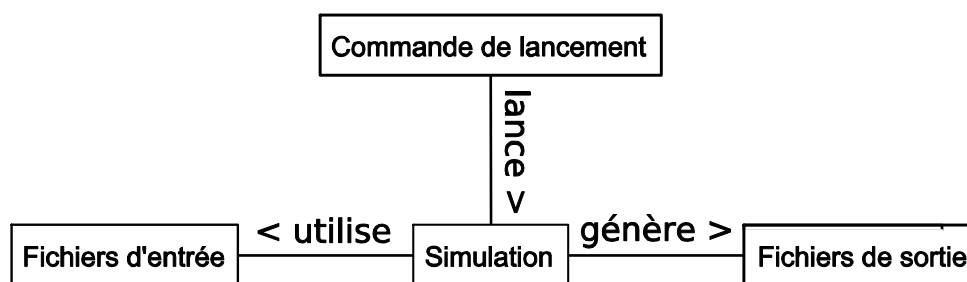 Commande de lancement
lance >
< utilise
génère >
Fichiers d'entrée
Simulation
Fichiers de sortie